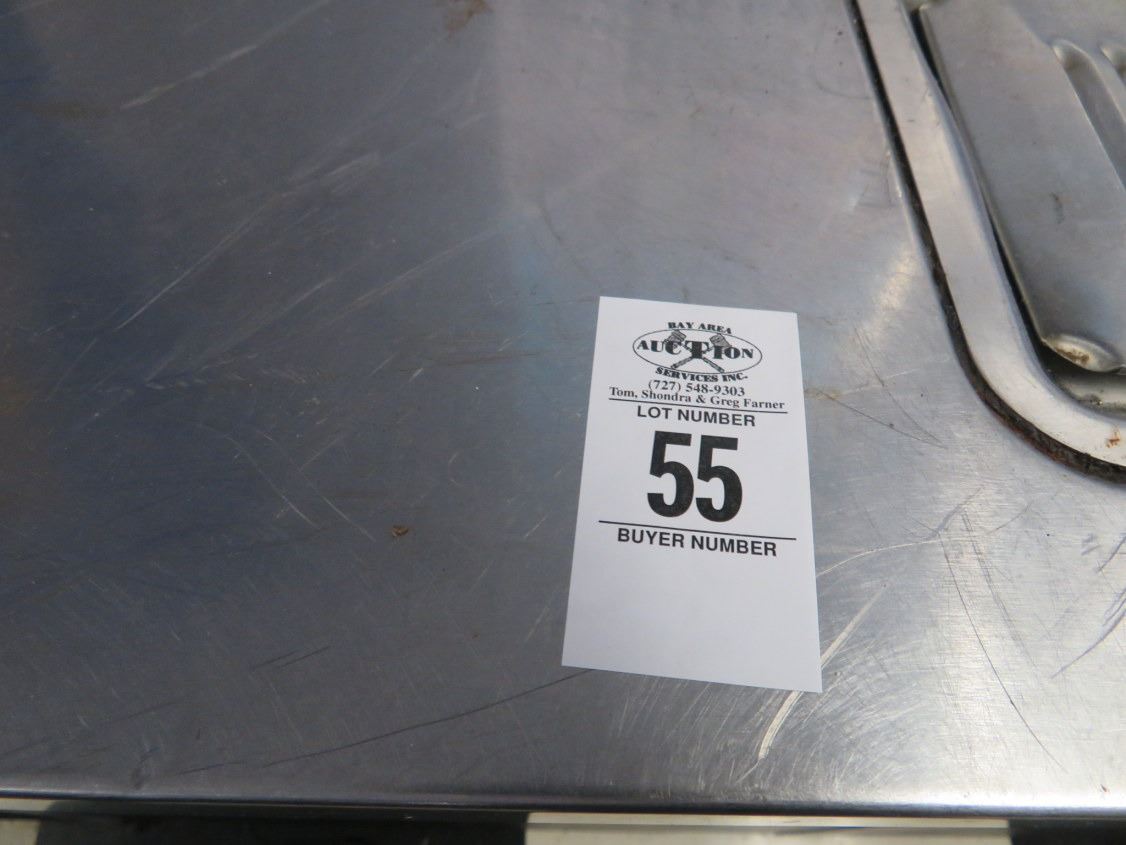 BAY AREA
AUCTION
SERVICES INC.
(727) 548-9303
Tom, Shondra & Greg Farner
LOT NUMBER
55
BUYER NUMBER